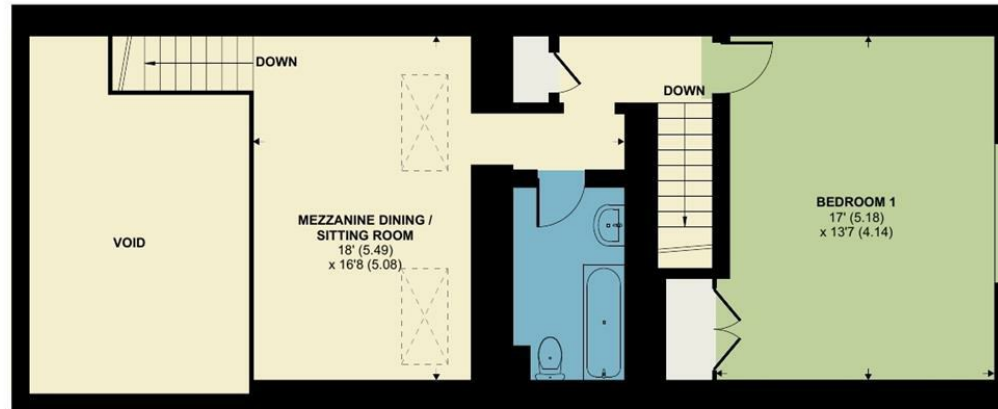 DOWN
DOWN
VOID
MEZZANINE DINING /
SITTING ROOM
18' (5.49)
x 16'8 (5.08)
BEDROOM 1
17' (5.18)
x 13'7 (4.14)